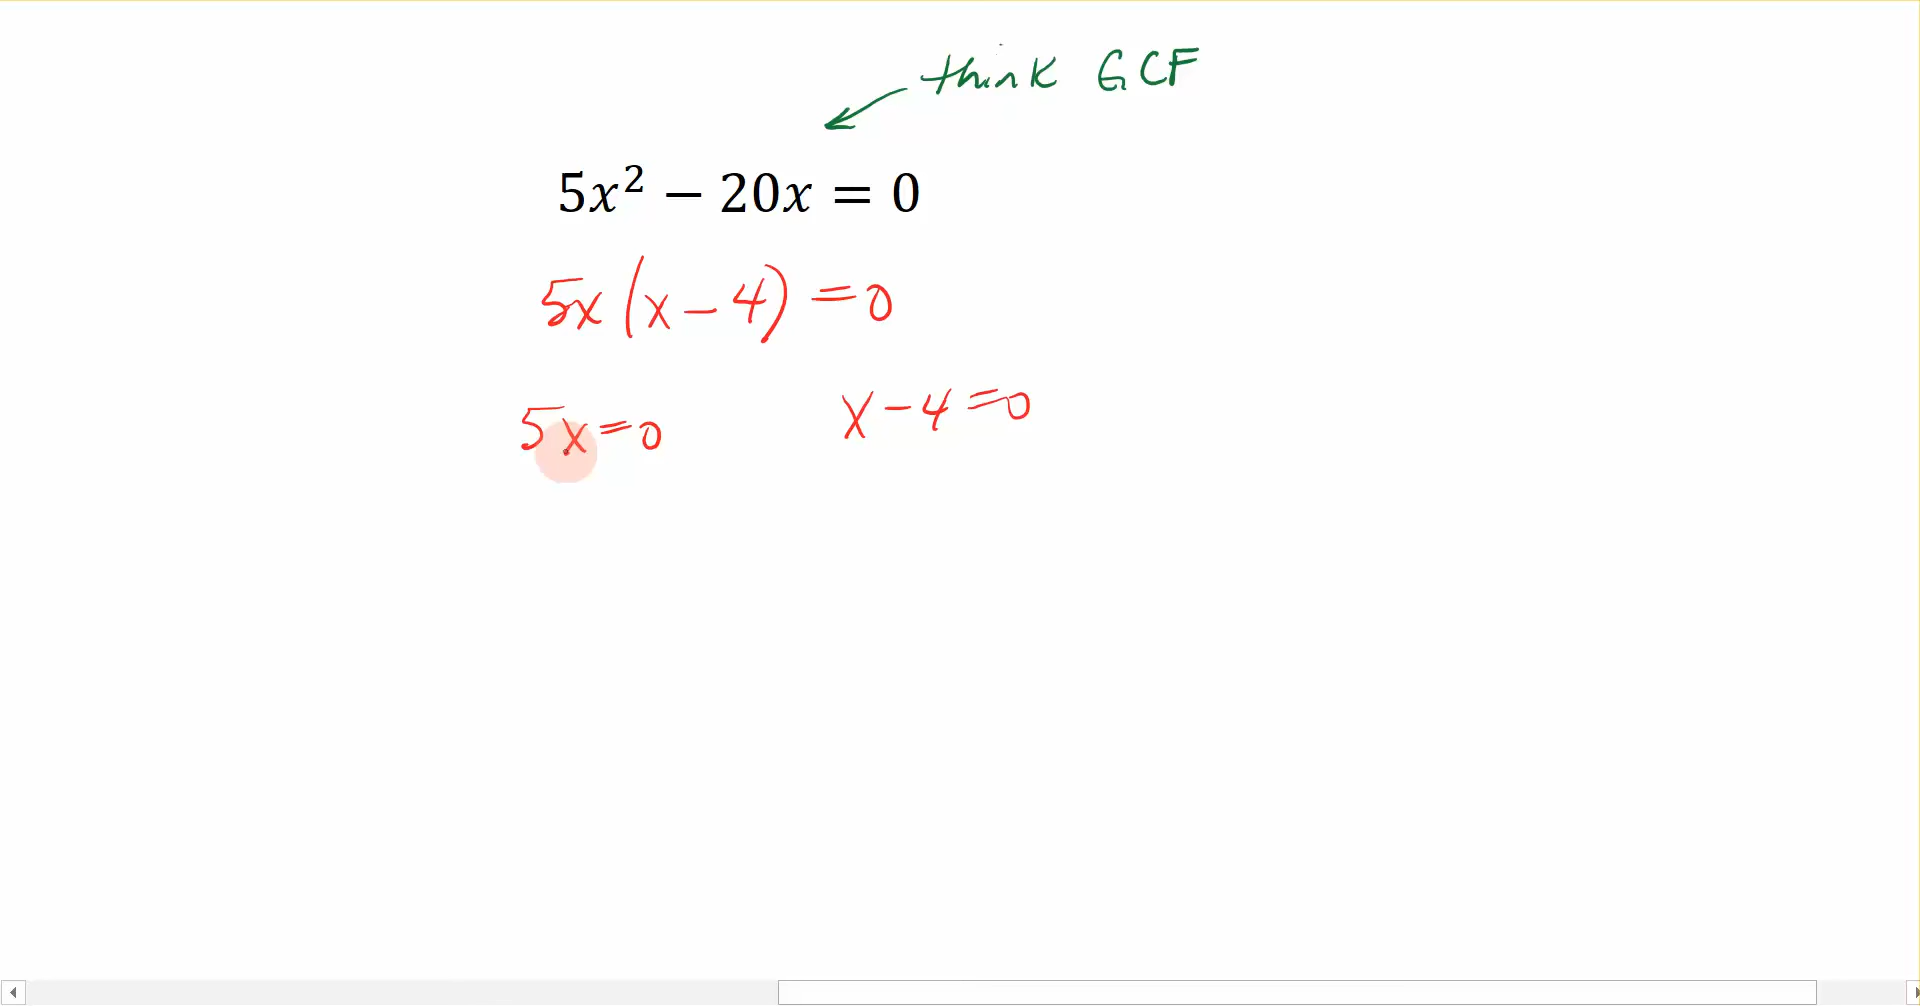 think GCF
5x² − 20x = 0
5x(x − 4) = 0
5x = 0
x − 4 = 0